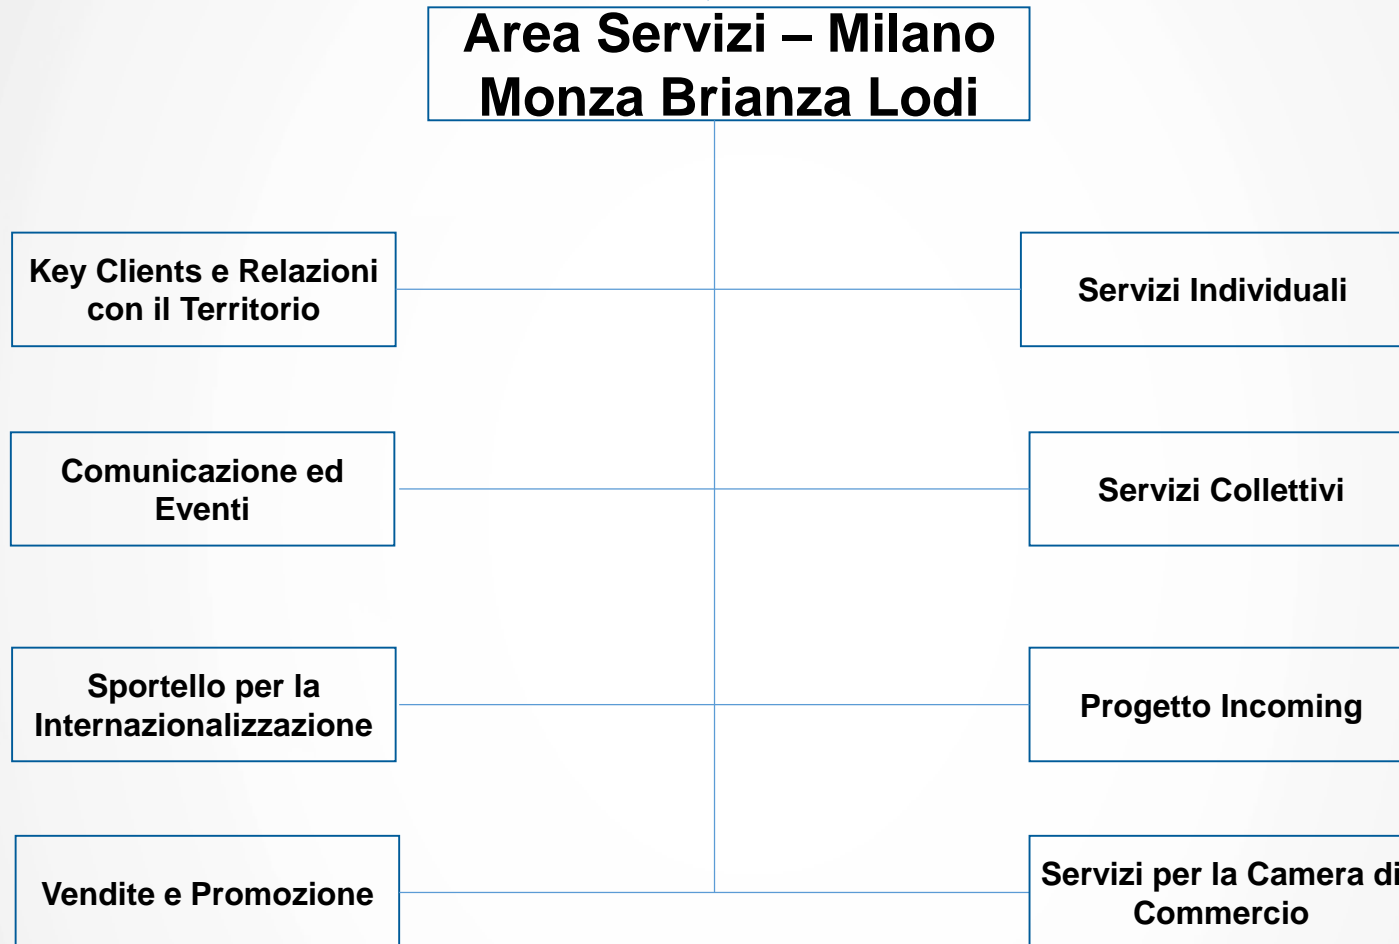 Area Servizi – Milano
Monza Brianza Lodi
Key Clients e Relazioni
con il Territorio
Servizi Individuali
Comunicazione ed
Eventi
Servizi Collettivi
Sportello per la
Internazionalizzazione
Progetto Incoming
Vendite e Promozione
Servizi per la Camera di
Commercio